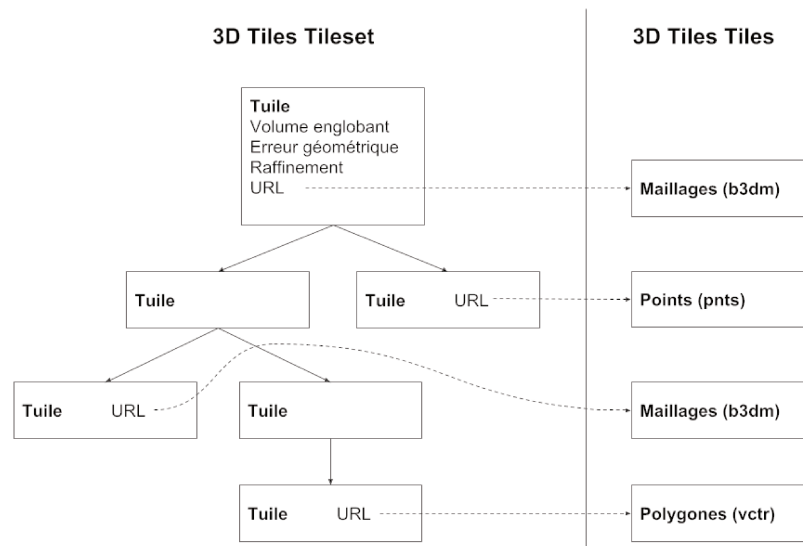 3D Tiles Tileset
3D Tiles Tiles
Tuile
Volume englobant
Erreur géométrique
Raffinement
URL
Maillages (b3dm)
Tuile
Tuile URL
Points (pnts)
Tuile URL
Tuile
Maillages (b3dm)
Tuile URL
Polygones (vctr)